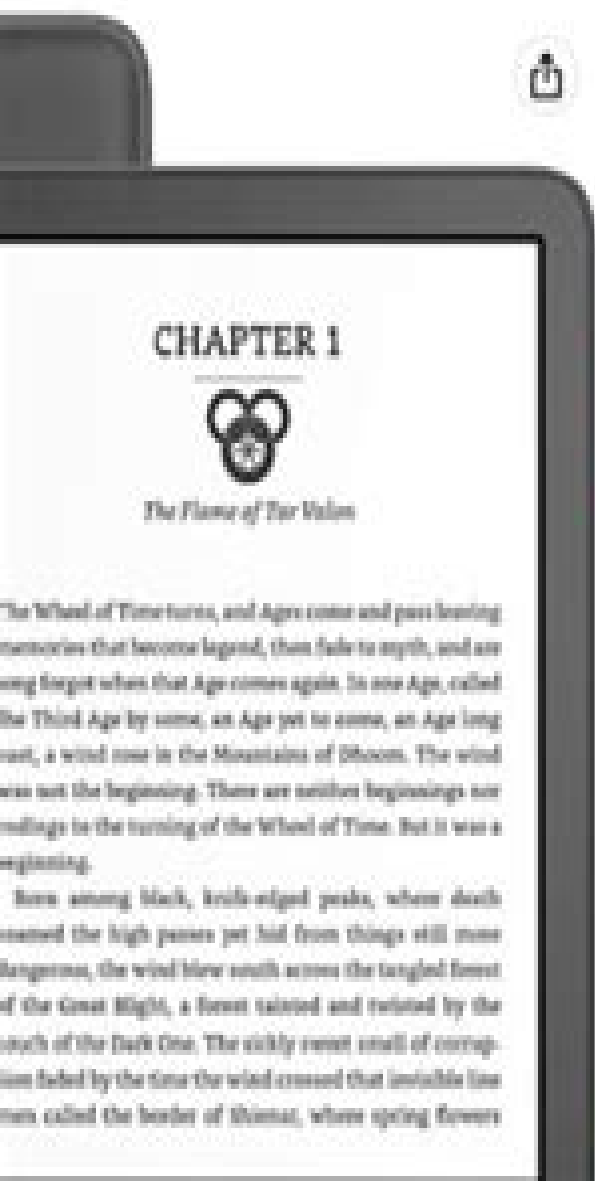 CHAPTER 1
The Flame of Tar Valon
The Wheel of Time turns, and Ages come and pass leaving
memories that become legend, then fade to myth, and are
long forgot when that Age comes again. In one Age, called
the Third Age by some, an Age yet to come, an Age long
past, a wind rose in the Mountains of Dhoom. The wind
was not the beginning. There are neither beginnings nor
endings to the turning of the Wheel of Time. But it was a
beginning.
Born among black, knife-edged peaks, where death
roamed the high passes yet hid from things still more
dangerous, the wind blew south across the tangled forest
of the Great Blight, a forest tainted and twisted by the
touch of the Dark One. The sickly sweet smell of corrup-
tion faded by the time the wind crossed that invisible line
men called the border of Shienar, where spring flowers